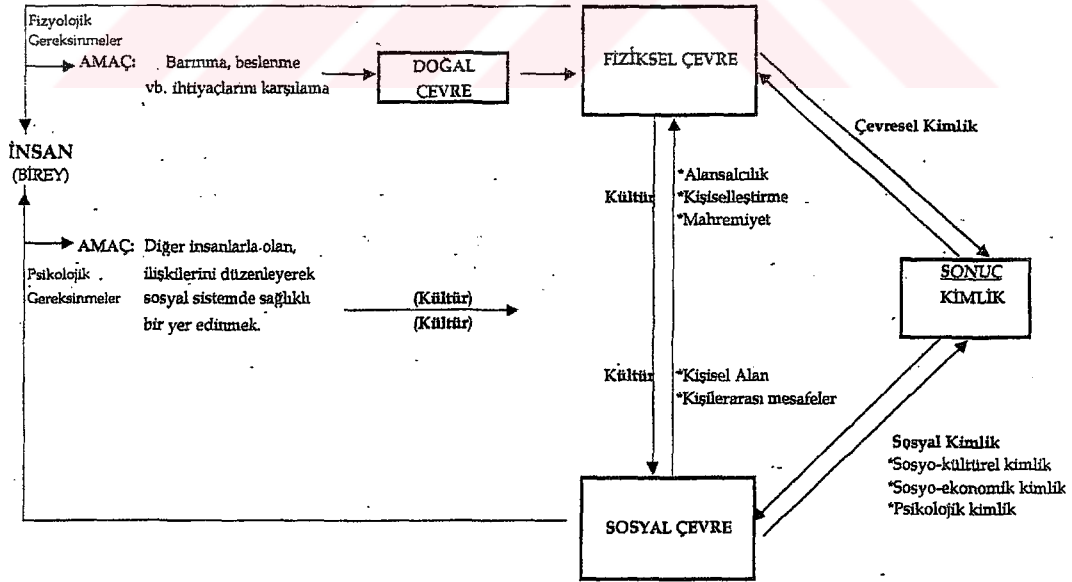 Fizyolojik
Gereksinmeler
AMAÇ: Barınma, beslenme
vb. ihtiyaçlarını karşılama
DOĞAL
ÇEVRE
FİZİKSEL ÇEVRE
Çevresel Kimlik
İNSAN
(BİREY)
Kültür
*Alansalcılık
*Kişiselleştirme
*Mahremiyet
AMAÇ: Diğer insanlarla olan,
ilişkilerini düzenleyerek
sosyal sistemde sağlıklı
bir yer edinmek.
Psikolojik
Gereksinmeler
(Kültür)
(Kültür)
SONUC
KİMLİK
Kültür
*Kişisel Alan
*Kişilerarası mesafeler
Sosyal Kimlik
*Sosyo-kültürel kimlik
*Sosyo-ekonomik kimlik
*Psikolojik kimlik
SOSYAL ÇEVRE